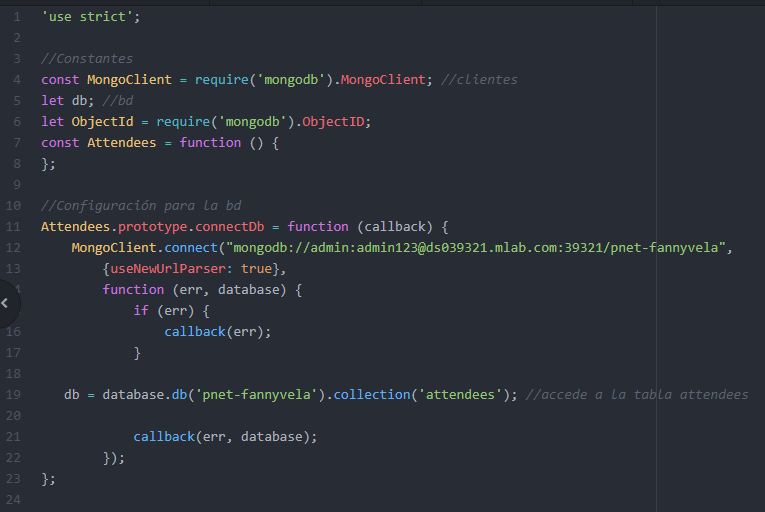 1 'use strict';
2
3 //Constantes
4 const MongoClient = require('mongodb').MongoClient; //clientes
5 let db; //bd
6 let ObjectId = require('mongodb').ObjectID;
7 const Attendees = function () {
8 };
9
10 //Configuración para la bd
11 Attendees.prototype.connectDb = function (callback) {
12 MongoClient.connect("mongodb://admin:admin123@ds039321.mlab.com:39321/pnet-fannyvela",
13 {useNewUrlParser: true},
function (err, database) {
if (err) {
16 callback(err);
17 }
18
19 db = database.db('pnet-fannyvela').collection('attendees'); //accede a la tabla attendees
20
21 callback(err, database);
22 });
23 };
24